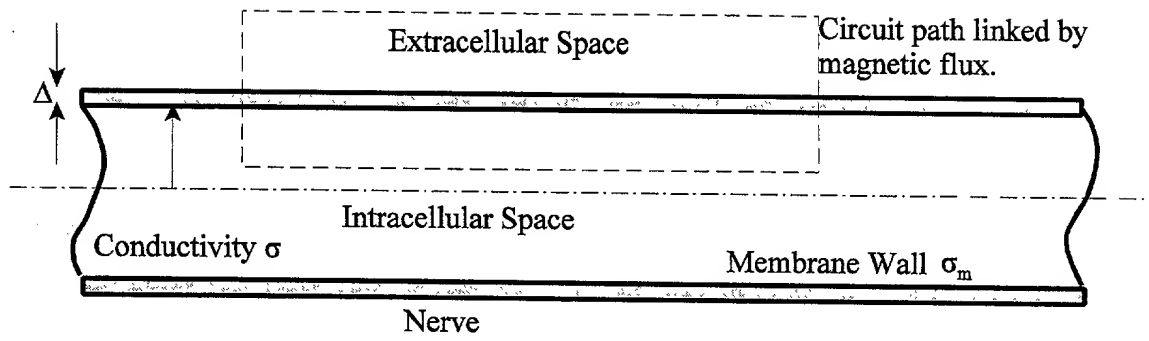 Extracellular Space
Circuit path linked by
magnetic flux.
Δ
Intracellular Space
Conductivity σ
Membrane Wall σm
Nerve